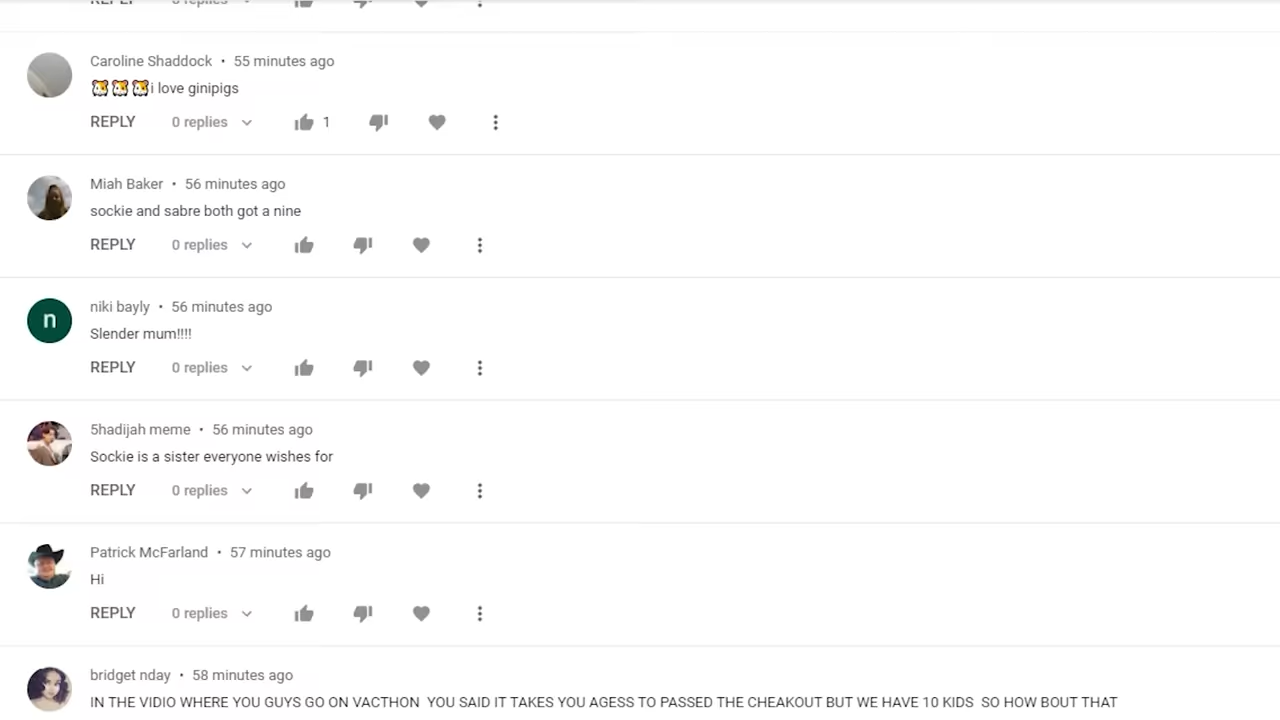 REPLY 0 replies
Caroline Shaddock • 55 minutes ago
🐹🐹🐹i love ginipigs
REPLY 0 replies 1
Miah Baker • 56 minutes ago
sockie and sabre both got a nine
REPLY 0 replies
niki bayly • 56 minutes ago
n
Slender mum!!!!
REPLY 0 replies
5hadijah meme • 56 minutes ago
Sockie is a sister everyone wishes for
REPLY 0 replies
Patrick McFarland • 57 minutes ago
Hi
REPLY 0 replies
bridget nday • 58 minutes ago
IN THE VIDIO WHERE YOU GUYS GO ON VACTHON  YOU SAID IT TAKES YOU AGESS TO PASSED THE CHEAKOUT BUT WE HAVE 10 KIDS  SO HOW BOUT THAT